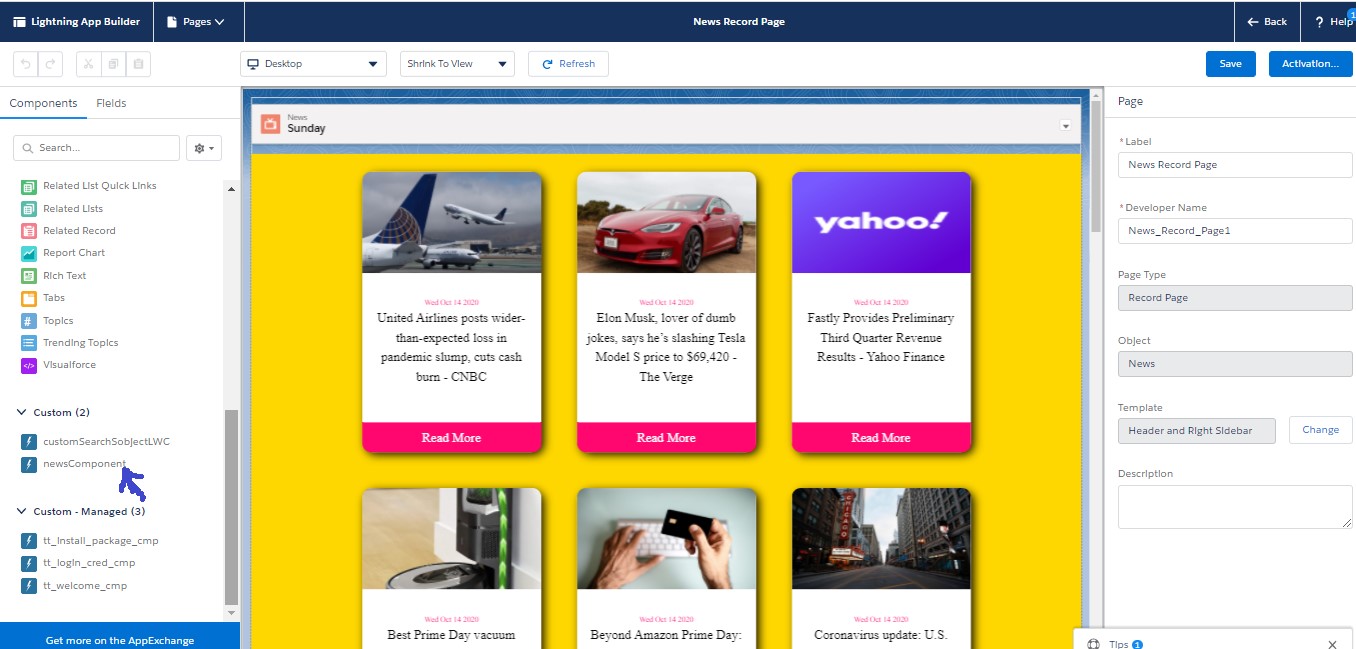 Lightning App Builder
Pages
News Record Page
Back
? Help
1
Desktop
Shrink To View
Refresh
Save
Activation...
Components
Fields
Search...
Related List Quick Links
Related Lists
Related Record
Report Chart
Rich Text
Tabs
Topics
Trending Topics
Visualforce
Custom (2)
customSearchSobjectLWC
newsComponent
Custom - Managed (3)
tt_install_package_cmp
tt_login_cred_cmp
tt_welcome_cmp
Get more on the AppExchange
News
Sunday
yahoo!
Wed Oct 14 2020
United Airlines posts wider-
than-expected loss in
pandemic slump, cuts cash
burn - CNBC
Read More
Wed Oct 14 2020
Elon Musk, lover of dumb
jokes, says he's slashing Tesla
Model S price to $69,420 -
The Verge
Read More
Wed Oct 14 2020
Fastly Provides Preliminary
Third Quarter Revenue
Results - Yahoo Finance
Read More
CHICAGO
Wed Oct 14 2020
Best Prime Day vacuum
Wed Oct 14 2020
Beyond Amazon Prime Day:
Wed Oct 14 2020
Coronavirus update: U.S.
Page
*Label
News Record Page
*Developer Name
News_Record_Page1
Page Type
Record Page
Object
News
Template
Header and Right Sidebar
Change
Description
Tips 1